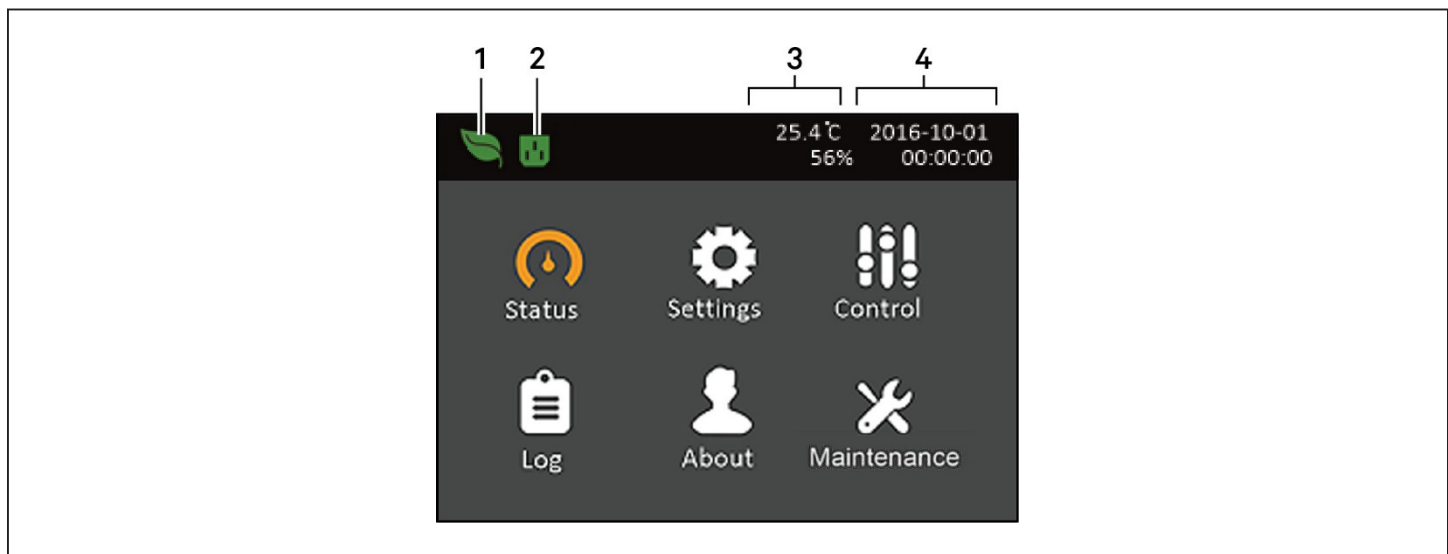 1 2 3 4
25.4℃ 2016-10-01
56% 00:00:00
Status Settings Control
Log About Maintenance